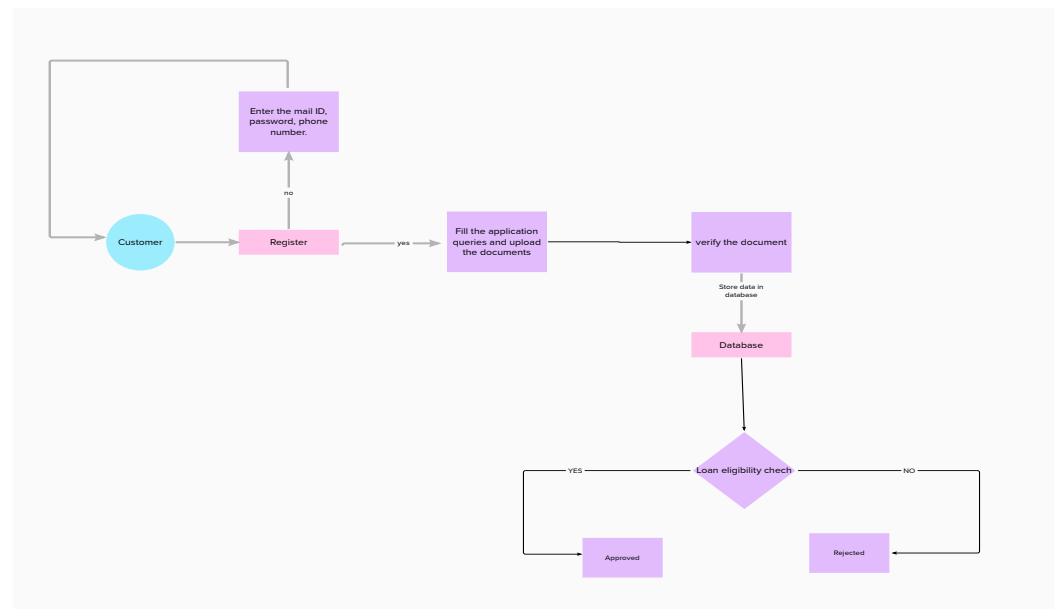 Enter the mail ID,
password, phone
number.
no
Customer
Register
yes
Fill the application
queries and upload
the documents
verify the document
Store data in
database
Database
Loan eligibility chech
YES
NO
Approved
Rejected